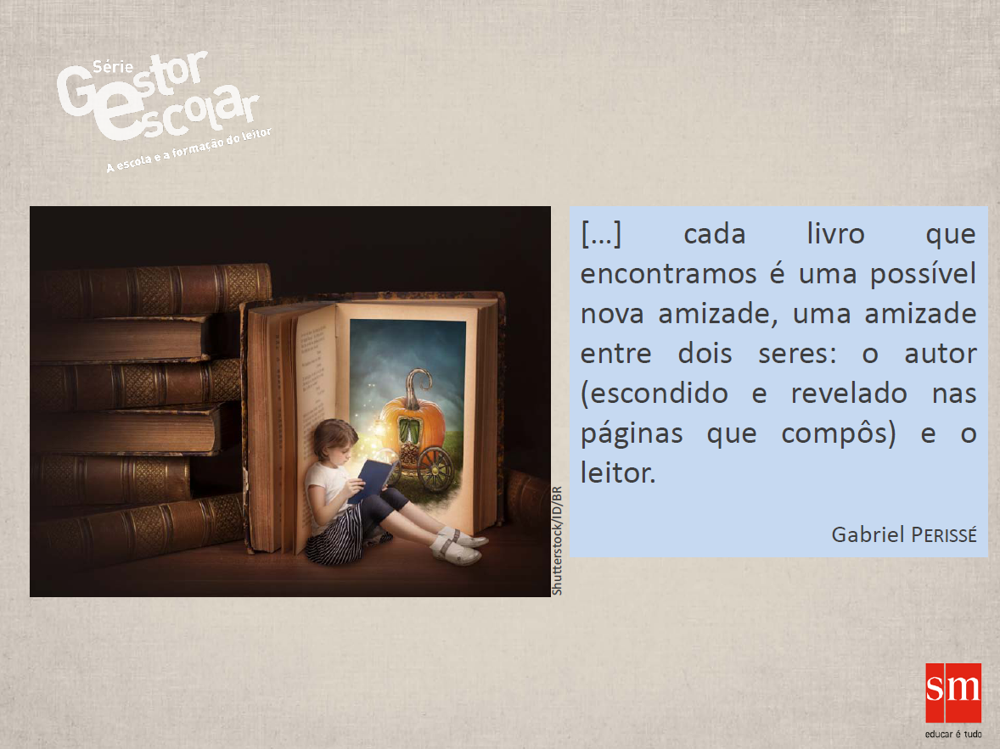 Série
Gestor
escolar
A escola e a formação do leitor
[...] cada livro que
encontramos é uma possível
nova amizade, uma amizade
entre dois seres: o autor
(escondido e revelado nas
páginas que compôs) e o
leitor.
Gabriel PERISSÉ
Shutterstock/ID/BR
sm
educar é tudo